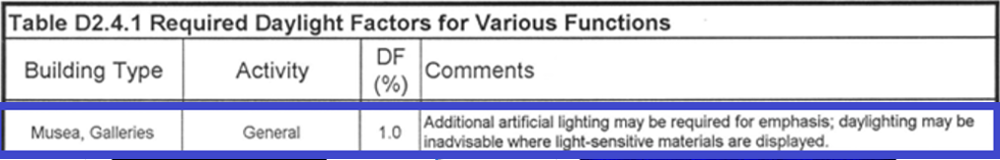 Table D2.4.1 Required Daylight Factors for Various Functions
Building Type Activity DF (%) Comments
Musea, Galleries General 1.0 Additional artificial lighting may be required for emphasis; daylighting may be
inadvisable where light-sensitive materials are displayed.